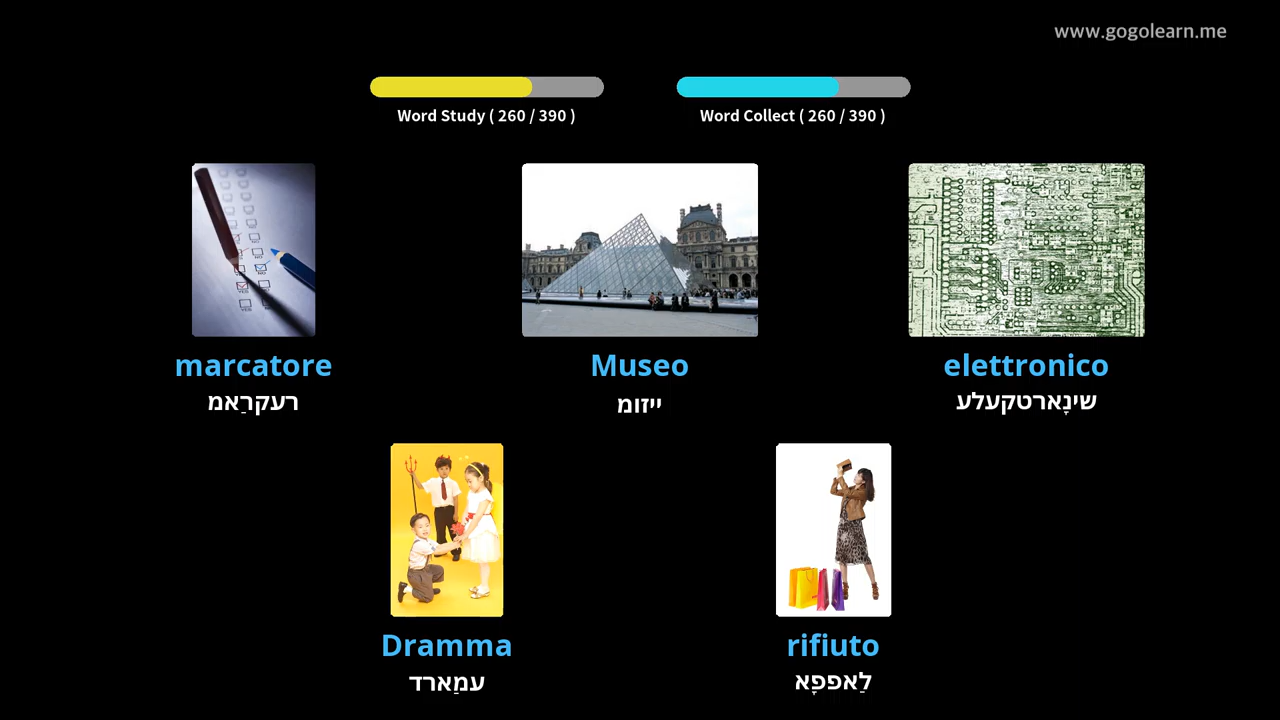 www.gogolearn.me
Word Study ( 260 / 390 )
Word Collect ( 260 / 390 )
marcatore
רעקרַאמ
Museo
ייזומ
elettronico
שינָארטקעלע
Dramma
עמַארד
rifiuto
לַאפפָא